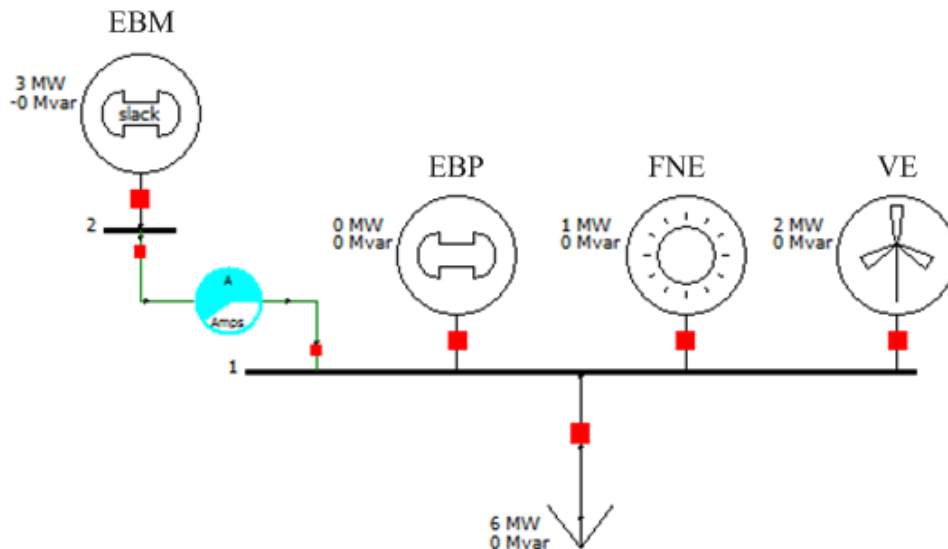 EBM
3 MW
-0 Mvar
slack
2
A
Amps
EBP
0 MW
0 Mvar
FNE
1 MW
0 Mvar
VE
2 MW
0 Mvar
1
6 MW
0 Mvar